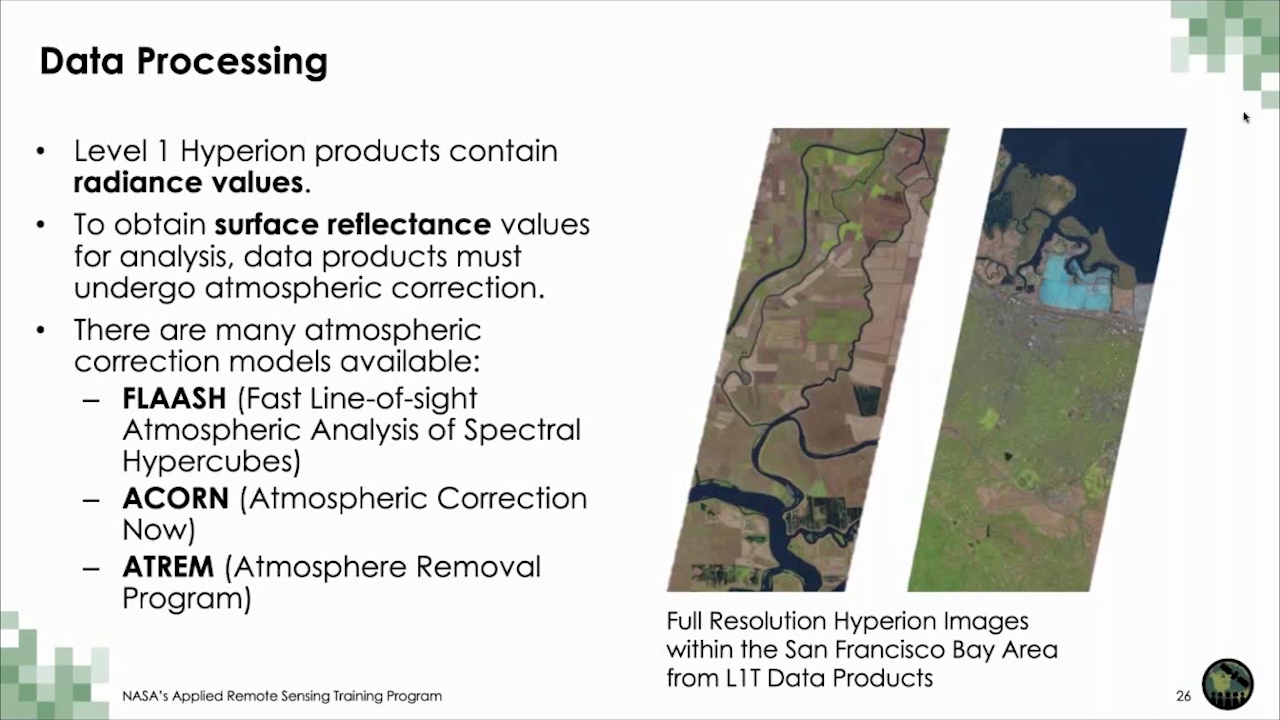 Data Processing
• Level 1 Hyperion products contain
radiance values.
• To obtain surface reflectance values
for analysis, data products must
undergo atmospheric correction.
• There are many atmospheric
correction models available:
– FLAASH (Fast Line-of-sight
Atmospheric Analysis of Spectral
Hypercubes)
– ACORN (Atmospheric Correction
Now)
– ATREM (Atmosphere Removal
Program)
Full Resolution Hyperion Images
within the San Francisco Bay Area
from L1T Data Products
NASA's Applied Remote Sensing Training Program
26